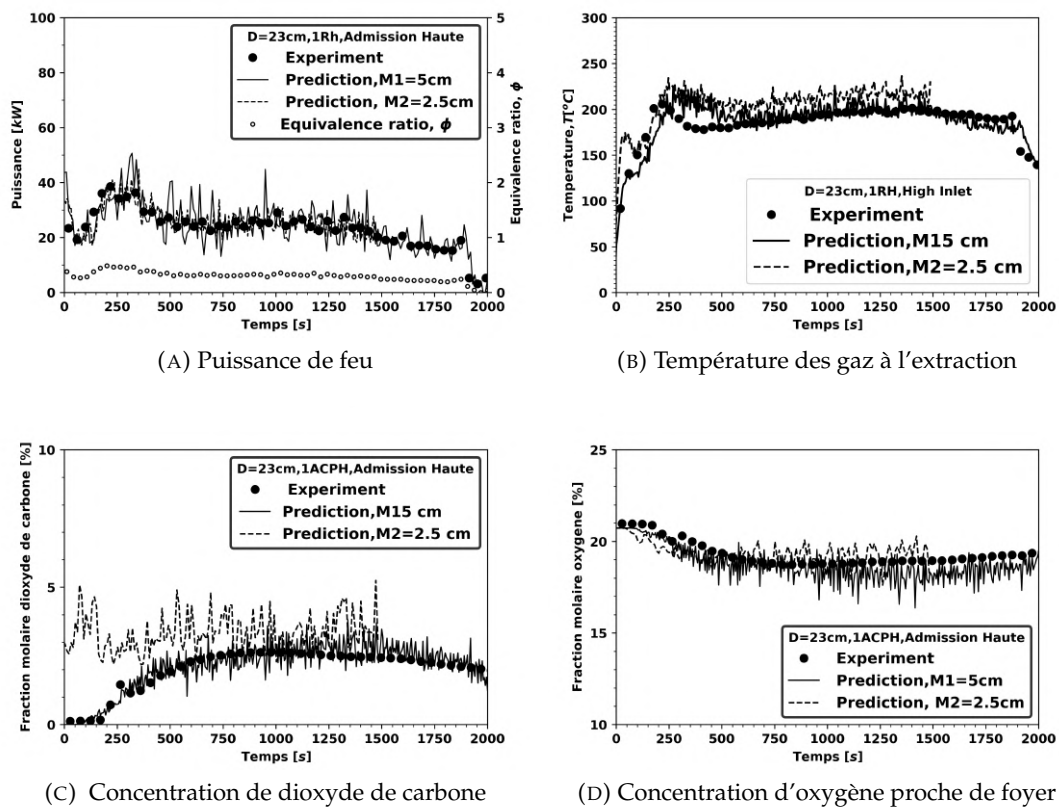 D=23cm,1Rh,Admission Haute
Experiment
Prediction,M1=5cm
Prediction, M2=2.5cm
Equivalence ratio, ϕ
Puissance [kW]
100
80
60
40
20
0
5
4
3
2
1
0
Equivalence ratio, ϕ
0 250 500 750 1000 1250 1500 1750 2000
Temps [s]
(A) Puissance de feu
Temperature,T[°C]
300
250
200
150
100
50
0
D=23cm,1RH,High Inlet
Experiment
Prediction,M15 cm
Prediction,M2=2.5 cm
0 250 500 750 1000 1250 1500 1750 2000
Temps [s]
(B) Température des gaz à l'extraction
Fraction molaire dioxyde de carbone [%]
10
5
0
D=23cm,1ACPH,Admission Haute
Experiment
Prediction,M15 cm
Prediction,M2=2.5 cm
0 250 500 750 1000 1250 1500 1750 2000
Temps [s]
(C) Concentration de dioxyde de carbone
Fraction molaire oxygene [%]
25
20
15
10
D=23cm,1ACPH,Admission Haute
Experiment
Prediction,M1=5cm
Prediction, M2=2.5cm
0 250 500 750 1000 1250 1500 1750 2000
Temps [s]
(D) Concentration d'oxygène proche de foyer